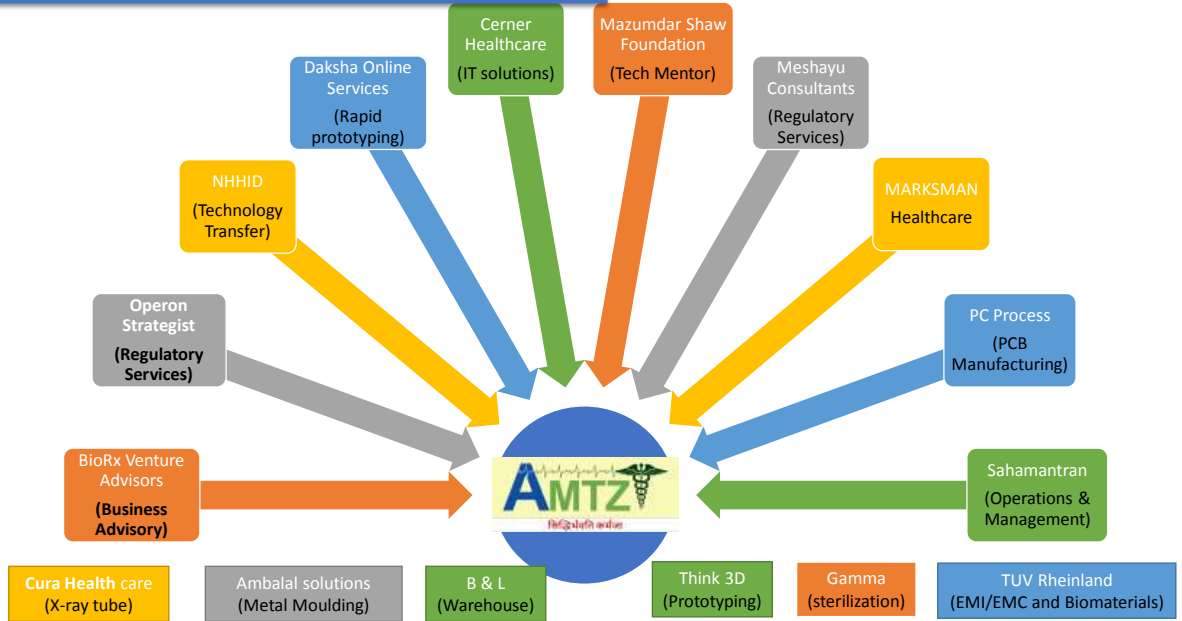 Cerner
Healthcare
(IT solutions)
Mazumdar Shaw
Foundation
(Tech Mentor)
Daksha Online
Services
(Rapid
prototyping)
Meshayu
Consultants
(Regulatory
Services)
NHHID
(Technology
Transfer)
MARKSMAN
Healthcare
Operon
Strategist
(Regulatory
Services)
PC Process
(PCB
Manufacturing)
BioRx Venture
Advisors
(Business
Advisory)
AMTZ
सिद्धिर्भवति कर्मजा
Sahamantran
(Operations &
Management)
Cura Health care
(X-ray tube)
Ambalal solutions
(Metal Moulding)
B & L
(Warehouse)
Think 3D
(Prototyping)
Gamma
(sterilization)
TUV Rheinland
(EMI/EMC and Biomaterials)